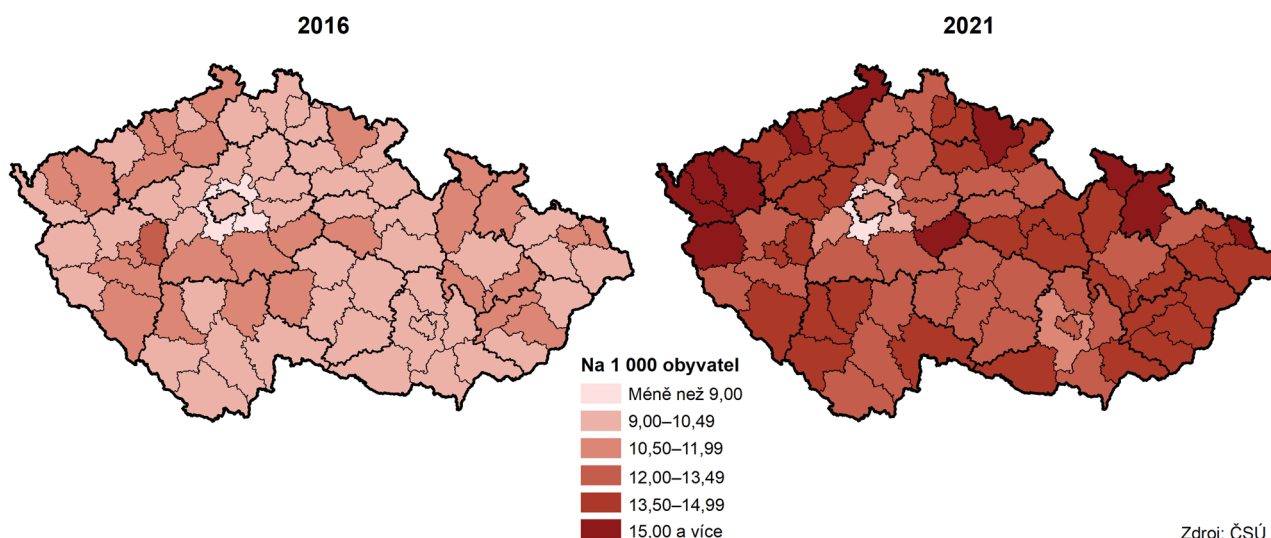 2016
2021
Na 1 000 obyvatel
Méně než 9,00
9,00–10,49
10,50–11,99
12,00–13,49
13,50–14,99
15,00 a více
Zdroj: ČSÚ